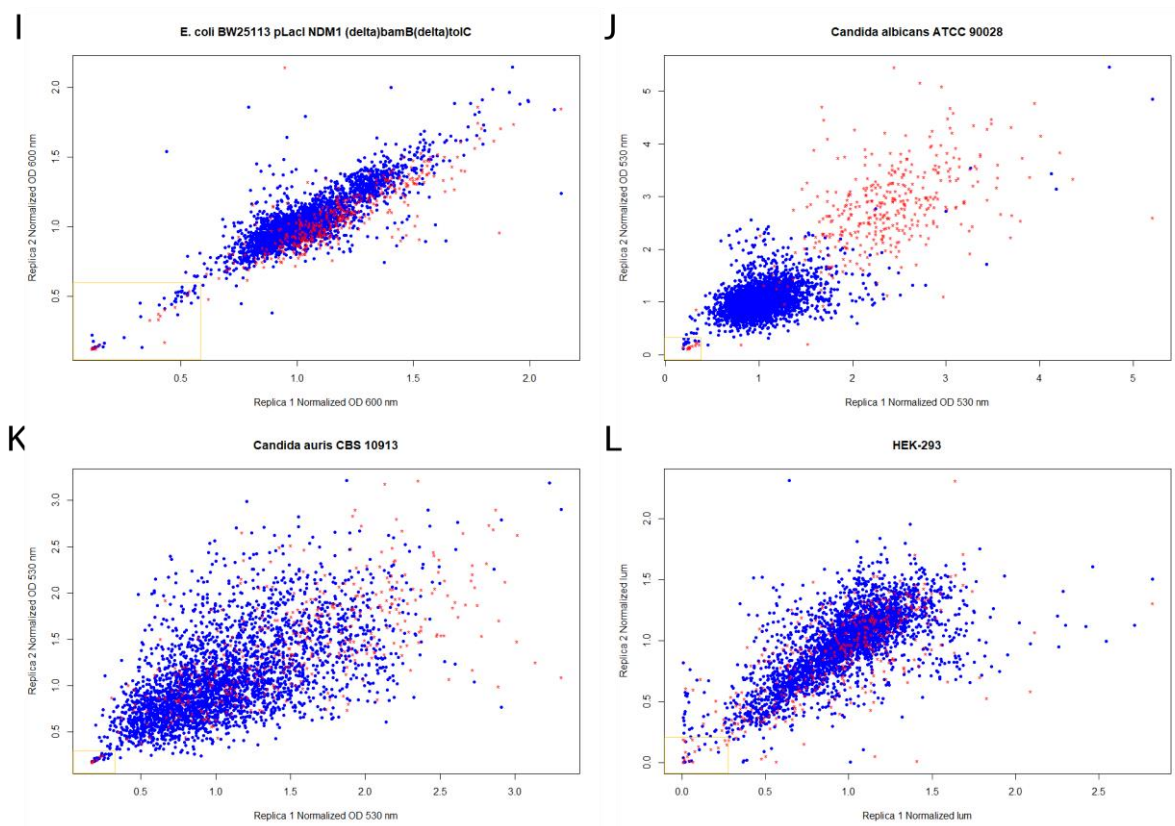 I
E. coli BW25113 pLacI NDM1 (delta)bamB(delta)tolC
Replica 2 Normalized OD 600 nm
2.0
1.5
1.0
0.5
0.5 1.0 1.5 2.0
Replica 1 Normalized OD 600 nm
J
Candida albicans ATCC 90028
Replica 2 Normalized OD 530 nm
5
4
3
2
1
0
0 1 2 3 4 5
Replica 1 Normalized OD 530 nm
K
Candida auris CBS 10913
Replica 2 Normalized OD 530 nm
3.0
2.5
2.0
1.5
1.0
0.5
0.5 1.0 1.5 2.0 2.5 3.0
Replica 1 Normalized OD 530 nm
L
HEK-293
Replica 2 Normalized lum
2.0
1.5
1.0
0.5
0.0
0.0 0.5 1.0 1.5 2.0 2.5
Replica 1 Normalized lum